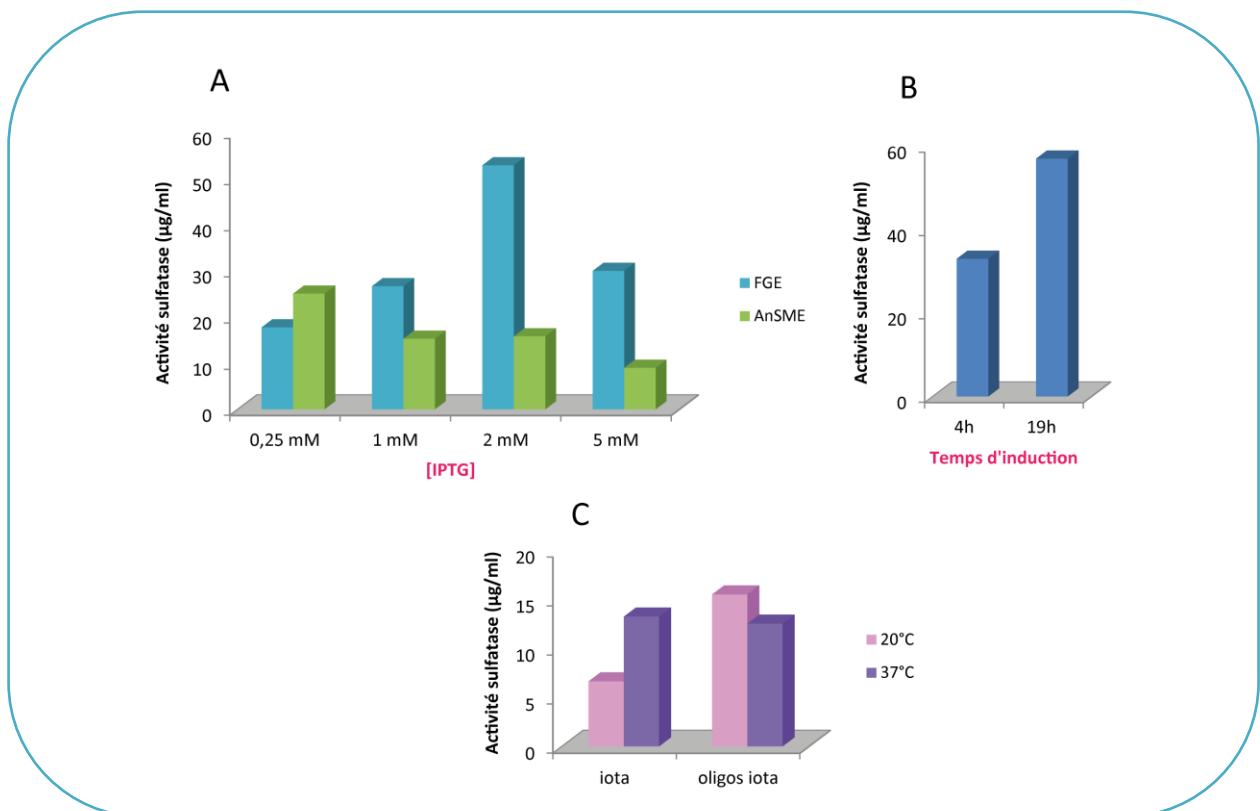 A
Activité sulfatase (µg/ml)
60
50
40
30
20
10
0
0,25 mM
1 mM
2 mM
5 mM
[IPTG]
FGE
AnSME
B
Activité sulfatase (µg/ml)
60
40
20
0
4h
19h
Temps d'induction
C
Activité sulfatase (µg/ml)
20
15
10
5
0
iota
oligos iota
20°C
37°C